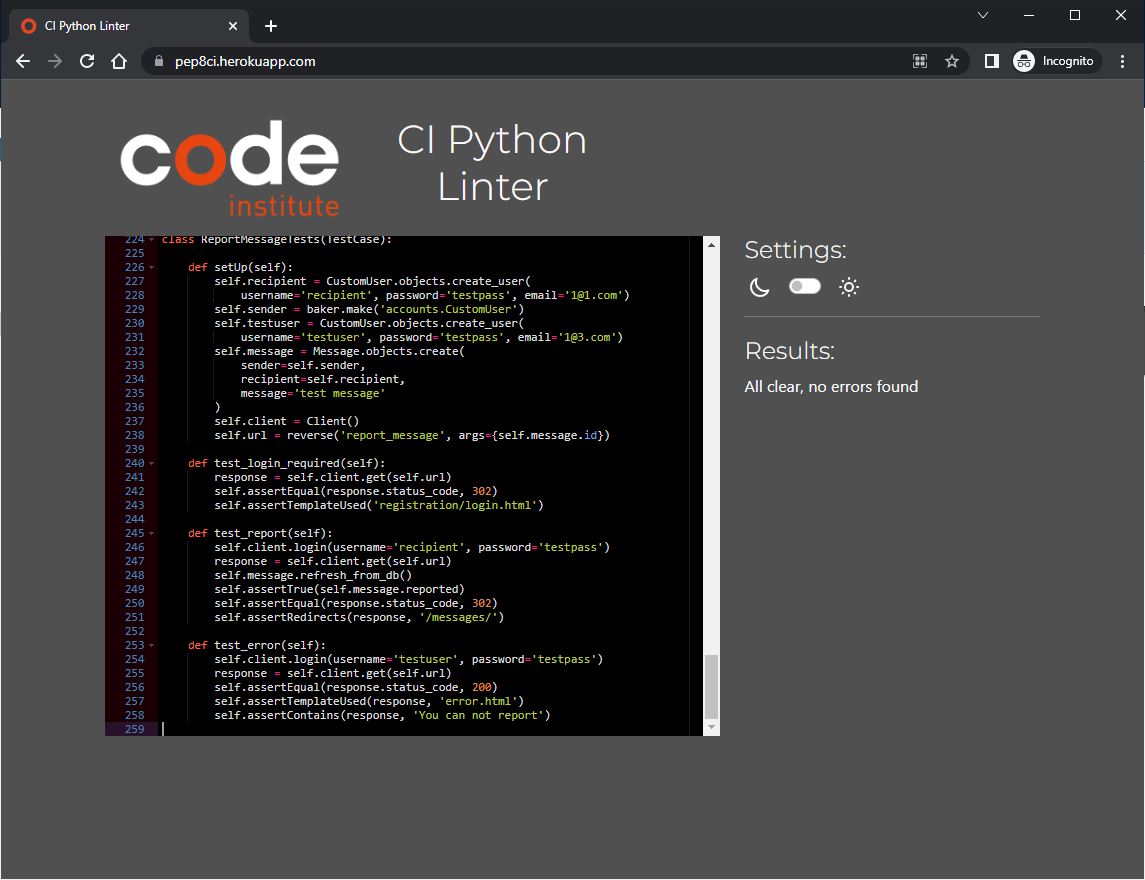 CI Python Linter
pep8ci.herokuapp.com
Incognito
code
institute
CI Python
Linter
224 class ReportMessageTests(TestCase):
225
226     def setUp(self):
227         self.recipient = CustomUser.objects.create_user(
228             username='recipient', password='testpass', email='1@1.com')
229         self.sender = baker.make('accounts.CustomUser')
230         self.testuser = CustomUser.objects.create_user(
231             username='testuser', password='testpass', email='1@3.com')
232         self.message = Message.objects.create(
233             sender=self.sender,
234             recipient=self.recipient,
235             message='test message'
236         )
237         self.client = Client()
238         self.url = reverse('report_message', args={self.message.id})
239
240     def test_login_required(self):
241         response = self.client.get(self.url)
242         self.assertEqual(response.status_code, 302)
243         self.assertTemplateUsed('registration/login.html')
244
245     def test_report(self):
246         self.client.login(username='recipient', password='testpass')
247         response = self.client.get(self.url)
248         self.message.refresh_from_db()
249         self.assertTrue(self.message.reported)
250         self.assertEqual(response.status_code, 302)
251         self.assertRedirects(response, '/messages/')
252
253     def test_error(self):
254         self.client.login(username='testuser', password='testpass')
255         response = self.client.get(self.url)
256         self.assertEqual(response.status_code, 200)
257         self.assertTemplateUsed(response, 'error.html')
258         self.assertContains(response, 'You can not report')
259
Settings:
Results:
All clear, no errors found